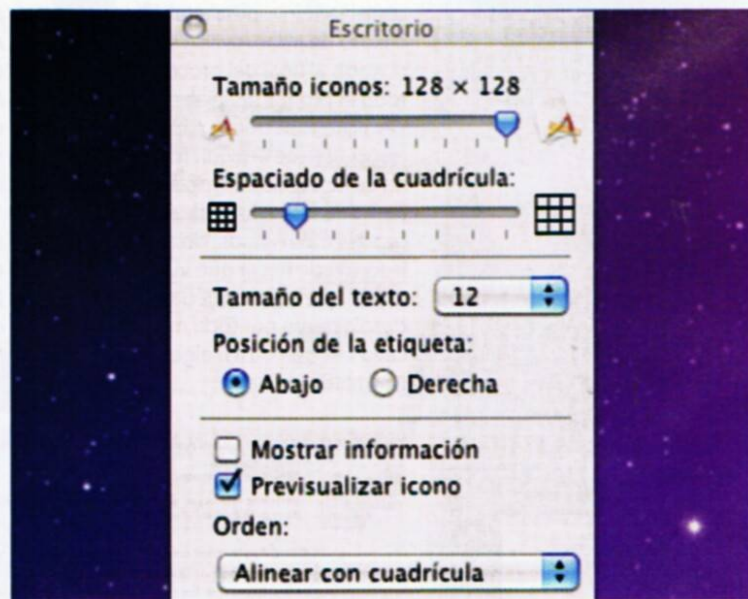 Escritorio
Tamaño iconos: 128 × 128
Espaciado de la cuadrícula:
Tamaño del texto: 12
Posición de la etiqueta:
Abajo Derecha
Mostrar información
Previsualizar icono
Orden:
Alinear con cuadrícula